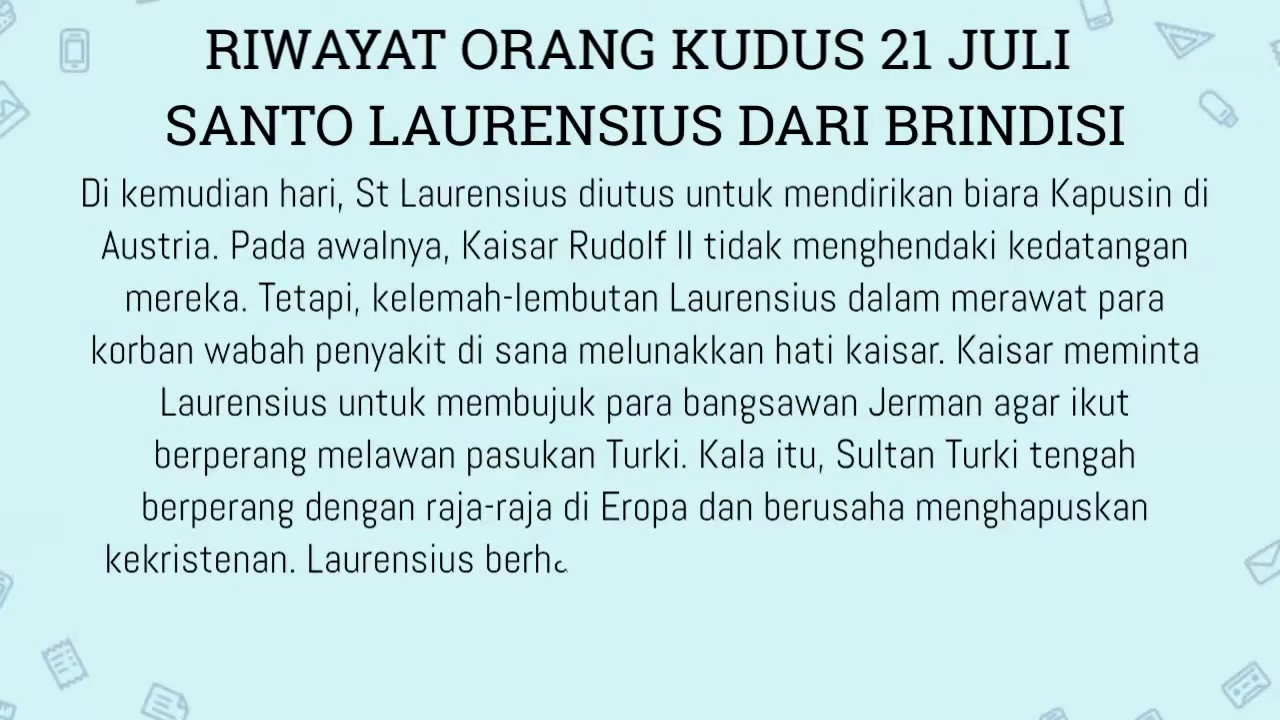 RIWAYAT ORANG KUDUS 21 JULI
SANTO LAURENSIUS DARI BRINDISI
Di kemudian hari, St Laurensius diutus untuk mendirikan biara Kapusin di
Austria. Pada awalnya, Kaisar Rudolf II tidak menghendaki kedatangan
mereka. Tetapi, kelemah-lembutan Laurensius dalam merawat para
korban wabah penyakit di sana melunakkan hati kaisar. Kaisar meminta
Laurensius untuk membujuk para bangsawan Jerman agar ikut
berperang melawan pasukan Turki. Kala itu, Sultan Turki tengah
berperang dengan raja-raja di Eropa dan berusaha menghapuskan
kekristenan. Laurensius